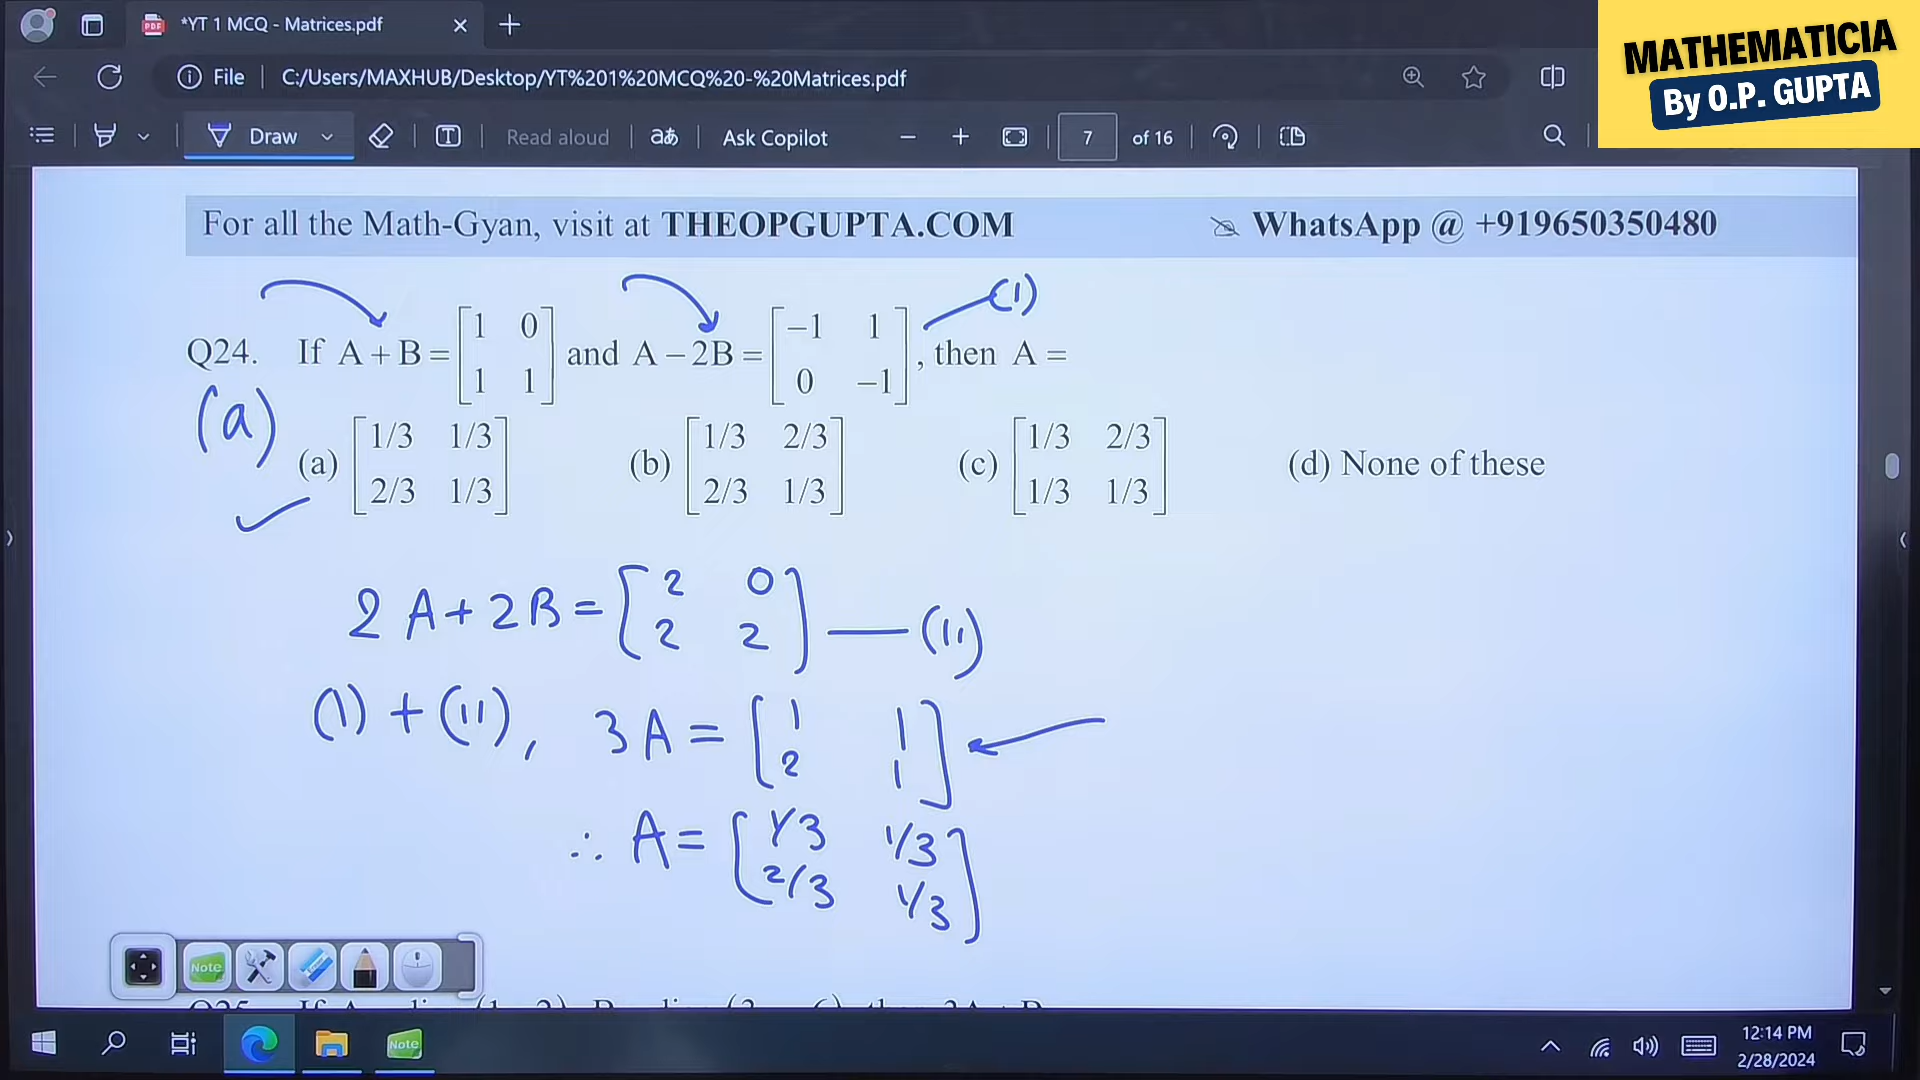 *YT 1 MCQ - Matrices.pdf
MATHEMATICIA
By O.P. GUPTA
File C:/Users/MAXHUB/Desktop/YT%201%20MCQ%20-%20Matrices.pdf
Draw Read aloud aあ Ask Copilot 7 of 16
For all the Math-Gyan, visit at THEOPGUPTA.COM WhatsApp @ +919650350480
(1)
Q24. If A + B = [1 0 1 1] and A − 2B = [−1 1 0 −1], then A =
(a)
(a) [1/3 1/3 2/3 1/3] (b) [1/3 2/3 2/3 1/3] (c) [1/3 2/3 1/3 1/3] (d) None of these
2A + 2B = [2 0 2 2] — (11)
(1) + (11), 3A = [1 1 2 1]
∴ A = [1/3 1/3 2/3 1/3]
Note
Note
12:14 PM
2/28/2024